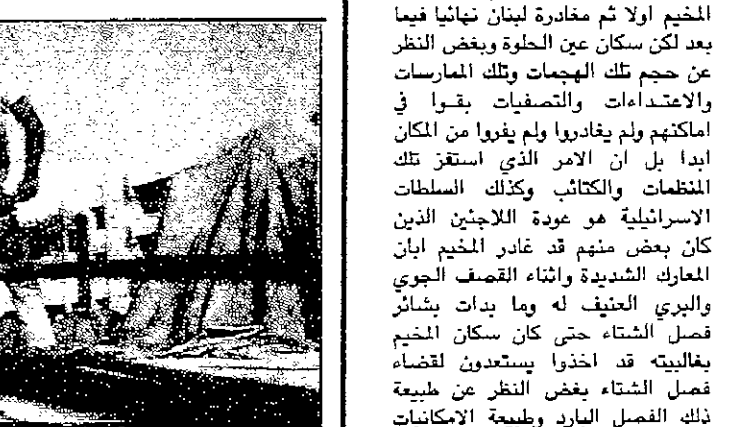 المخيم اولا ثم مغادرة لبنان نهائيا فيما
بعد لكن سكان عين الحلوة وبغض النظر
عن حجم تلك الهجمات وتلك الممارسات
والاعتداءات والتصفيات بقوا في
اماكنهم ولم يغادروا ولم يفروا من المكان
ابدا بل ان الامر الذي استفز تلك
المنظمات والكتائب وكذلك السلطات
الاسرائيلية هو عودة اللاجئين الذين
كان بعض منهم قد غادر المخيم ابان
المعارك الشديدة واثناء القصف الجوي
والبري العنيف له وما بدات بشائر
فصل الشتاء حتى كان سكان المخيم
بغالبيته قد اخذوا يستعدون لقضاء
فصل الشتاء بغض النظر عن طبيعة
ذلك الفصل البارد وطبيعة الامكانيات